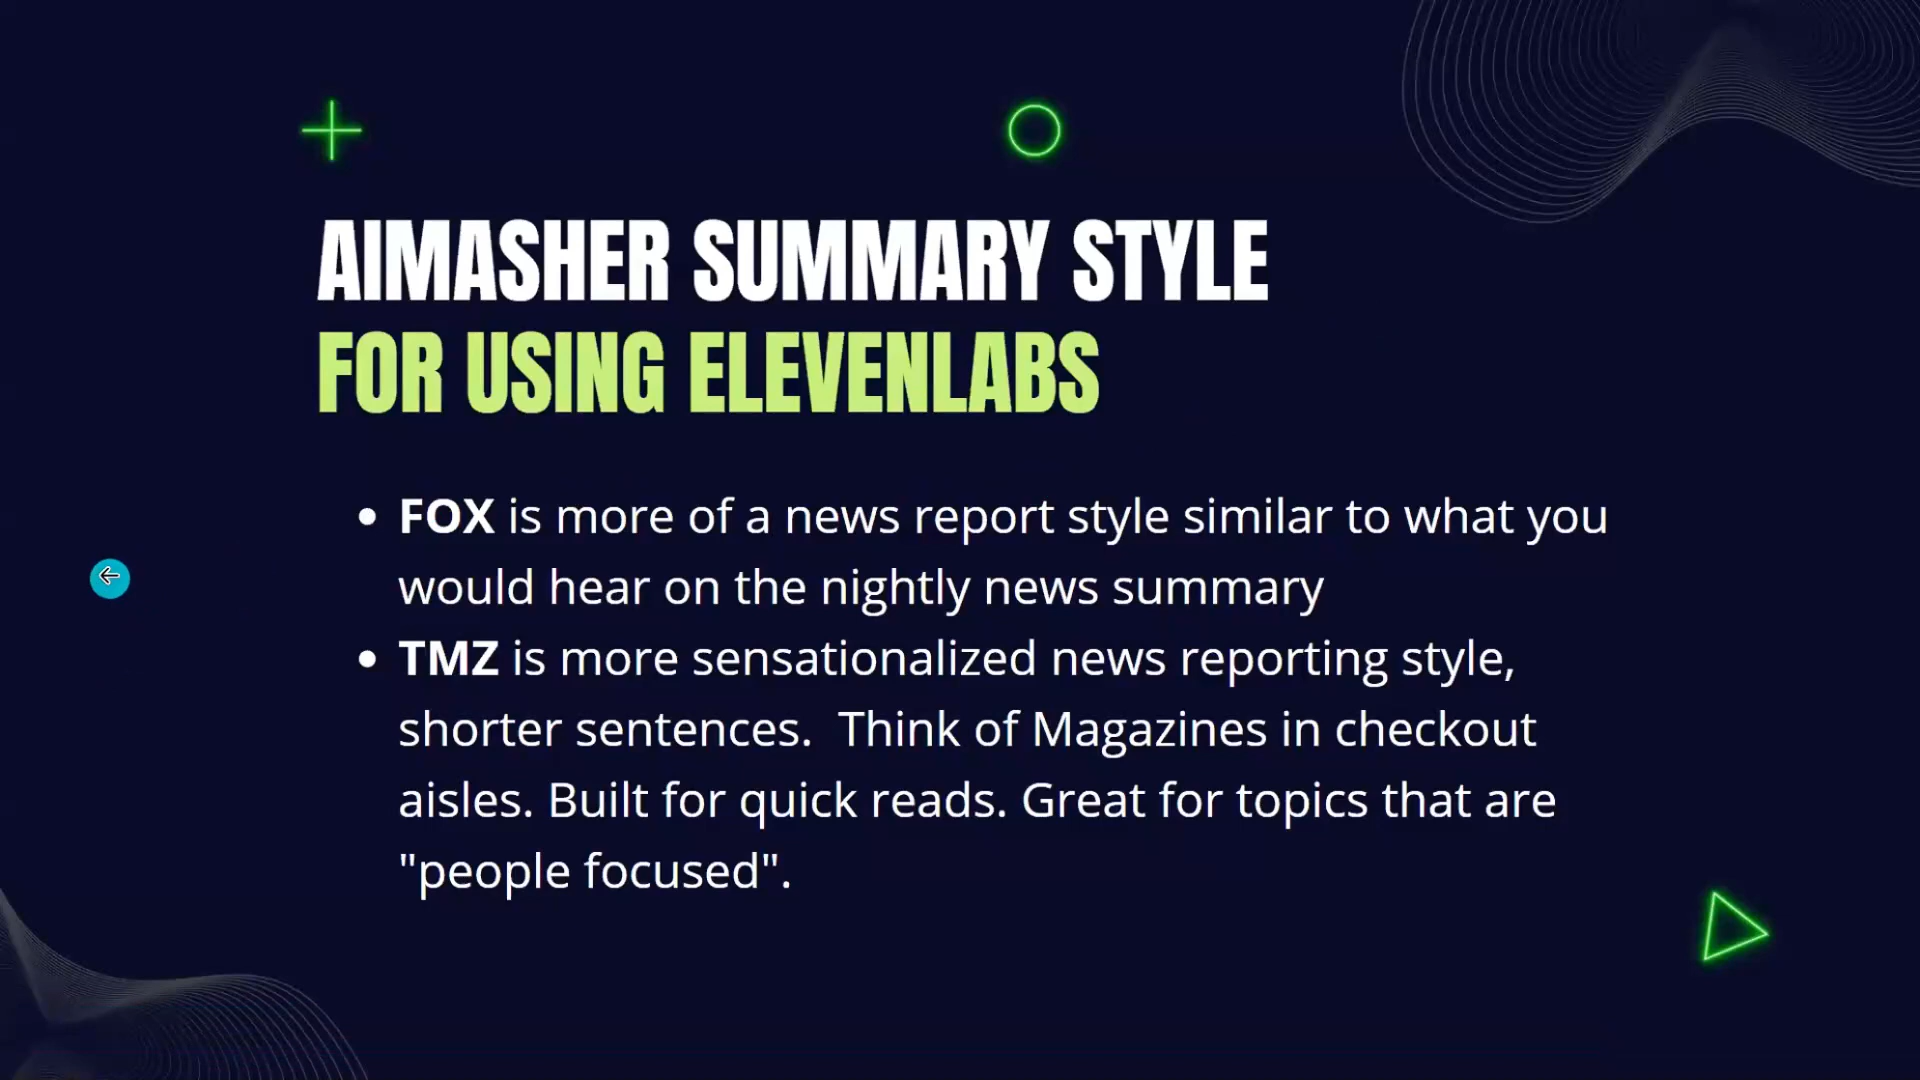 AIMASHER SUMMARY STYLE
FOR USING ELEVENLABS
• FOX is more of a news report style similar to what you
would hear on the nightly news summary
• TMZ is more sensationalized news reporting style,
shorter sentences.  Think of Magazines in checkout
aisles. Built for quick reads. Great for topics that are
"people focused".